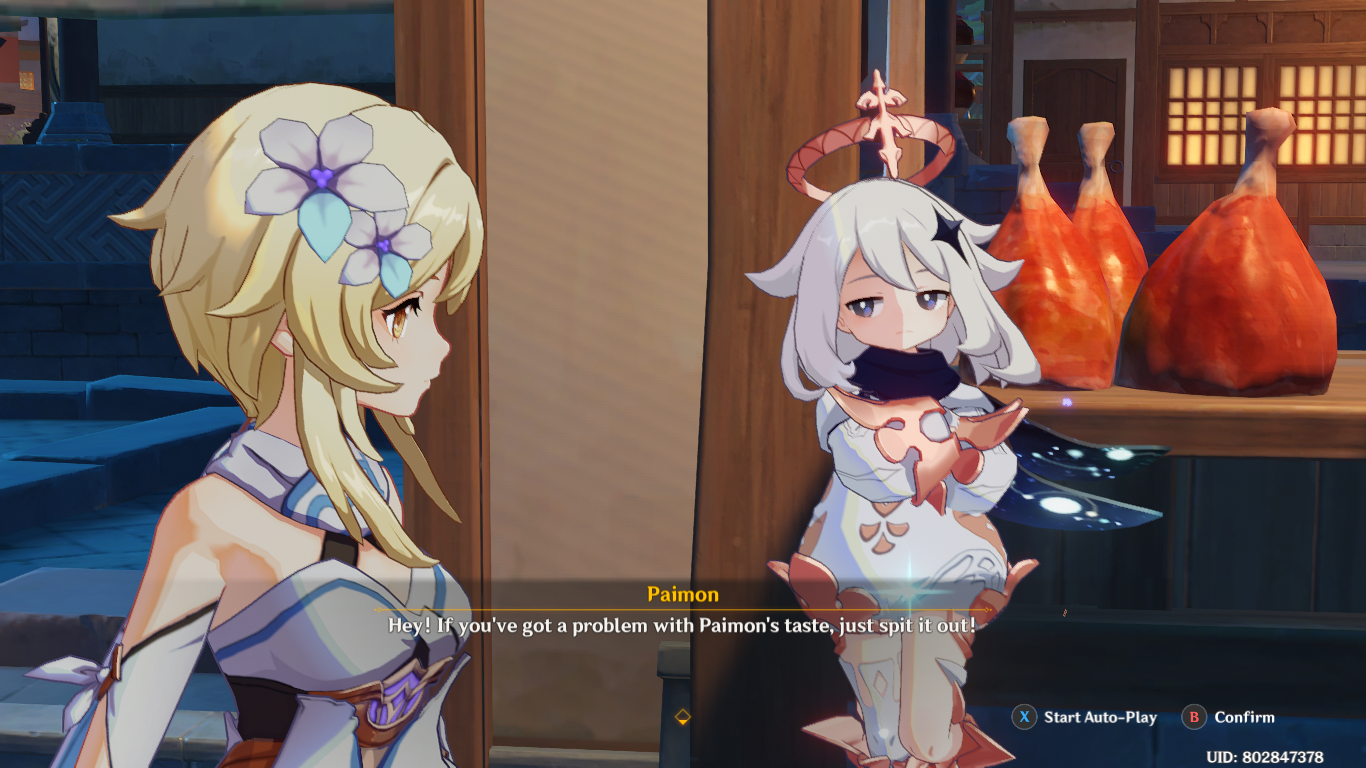 Paimon
Hey! If you've got a problem with Paimon's taste, just spit it out!
X Start Auto-Play B Confirm
UID: 802847378